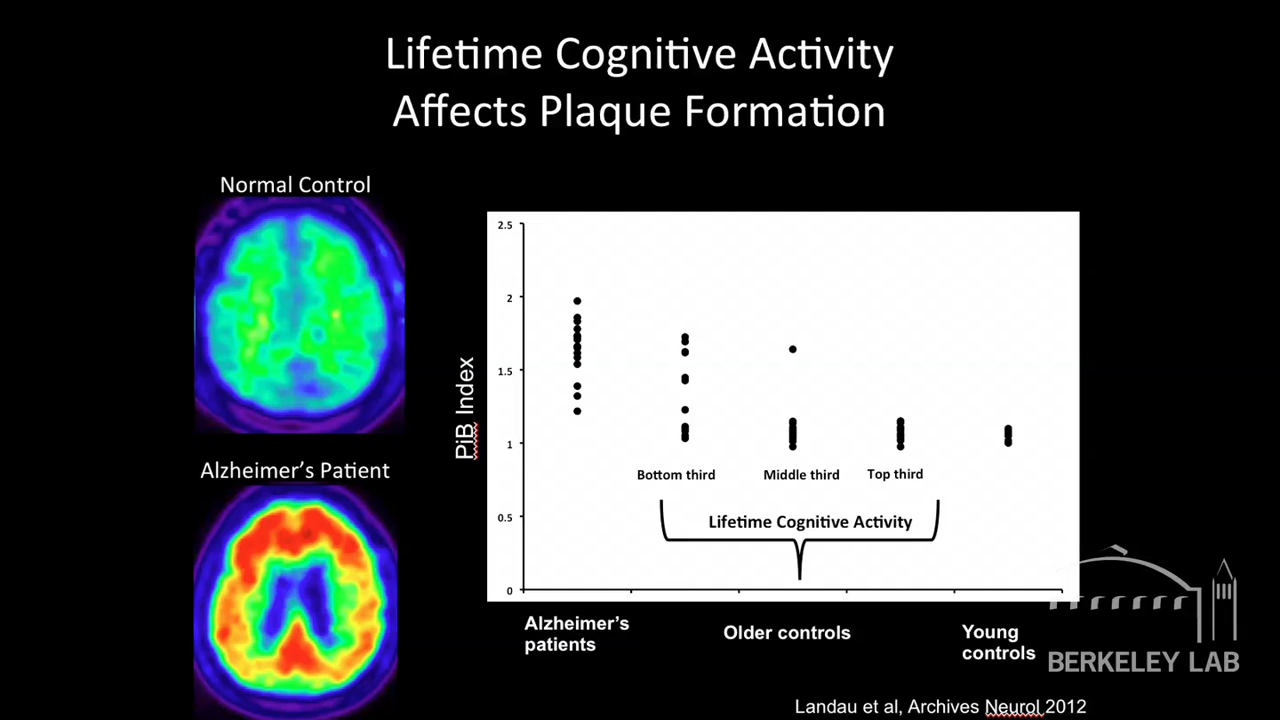 Lifetime Cognitive Activity
Affects Plaque Formation
Normal Control
Alzheimer's Patient
PiB Index
2.5
2
1.5
1
0.5
0
Bottom third
Middle third
Top third
Lifetime Cognitive Activity
Alzheimer's
patients
Older controls
Young
controls
BERKELEY LAB
Landau et al, Archives Neurol 2012